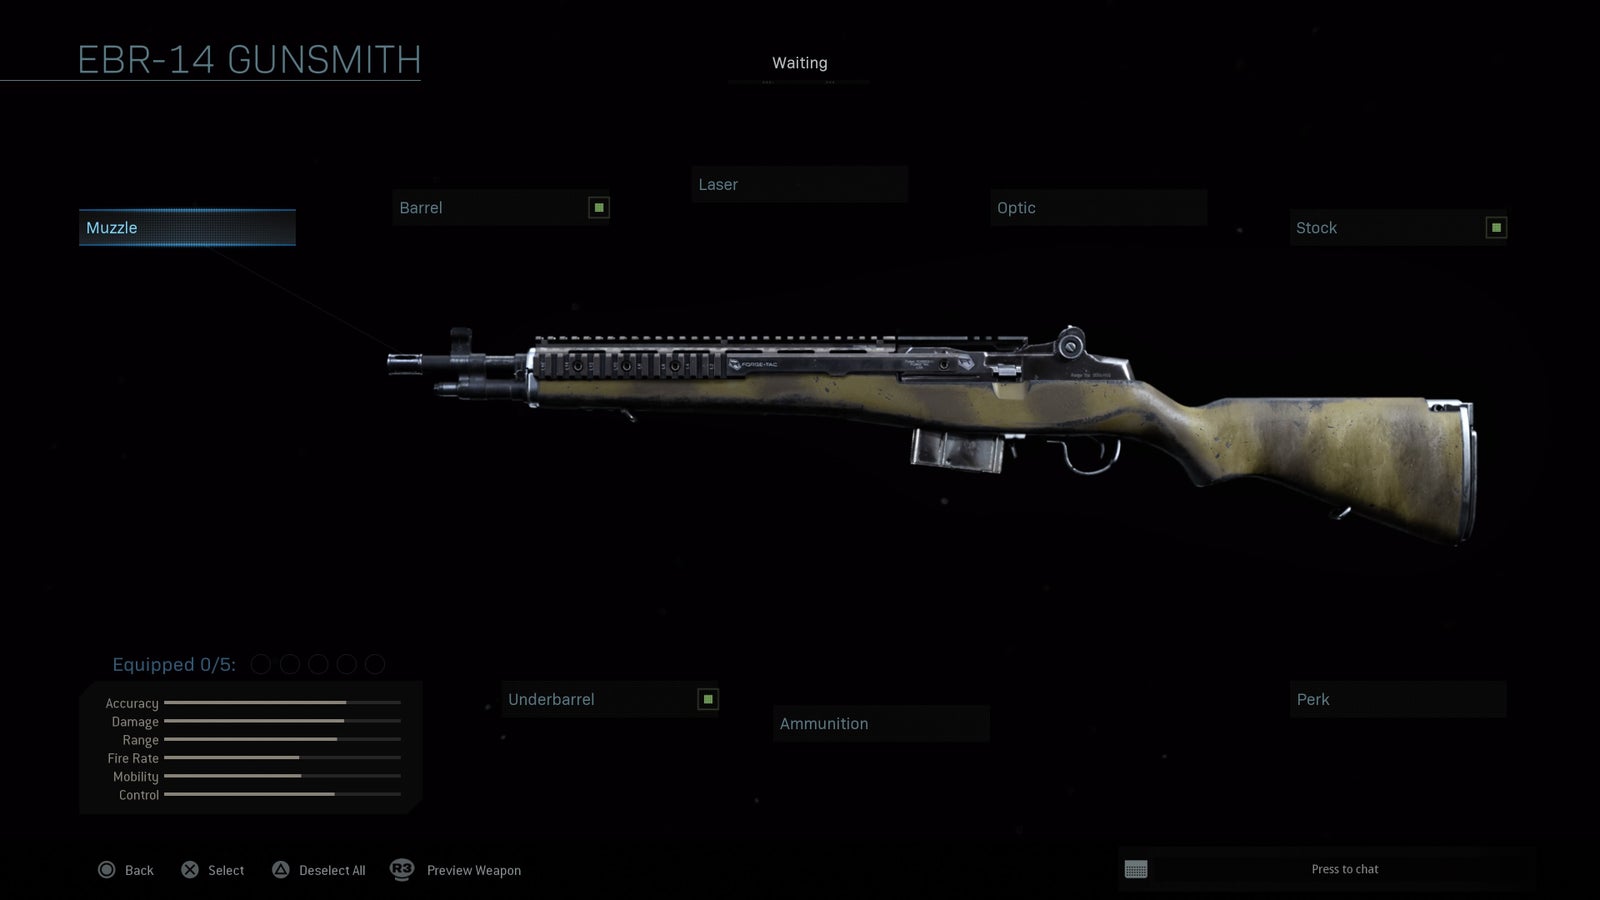 EBR-14 GUNSMITH
Waiting
Laser
Barrel
Optic
Muzzle
Stock
FORGE-TAC
Equipped 0/5:
Accuracy
Damage
Range
Fire Rate
Mobility
Control
Underbarrel
Perk
Ammunition
Back
Select
Deselect All
R3
Preview Weapon
Press to chat